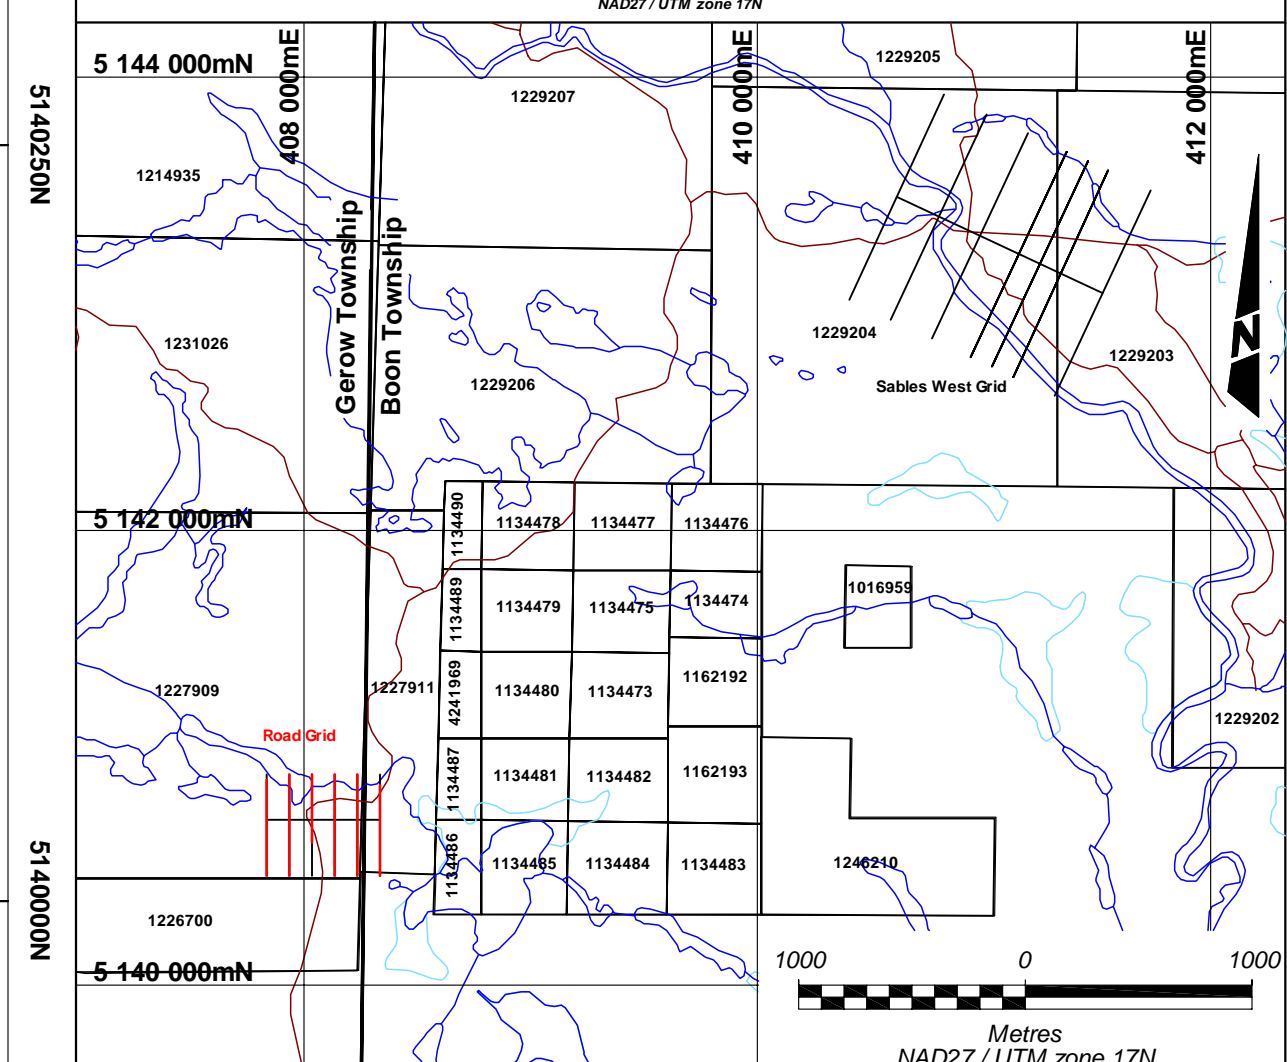 NAD27 / UTM zone 17N
5 144 000mN
408 000mE
410 000mE
412 000mE
1229205
1229207
5140250N
1214935
Gerow Township
Boon Township
1231026
1229204
1229203
N
1229206
Sables West Grid
5 142 000mN
1134490
1134478
1134477
1134476
1134489
1134479
1134475
1134474
1016959
1227909
1227911
4241969
1134480
1134473
1162192
1229202
Road Grid
1134487
1134481
1134482
1162193
1134486
1134485
1134484
1134483
1246210
5140000N
1226700
5 140 000mN
1000
0
1000
Metres
NAD27 / UTM zone 17N